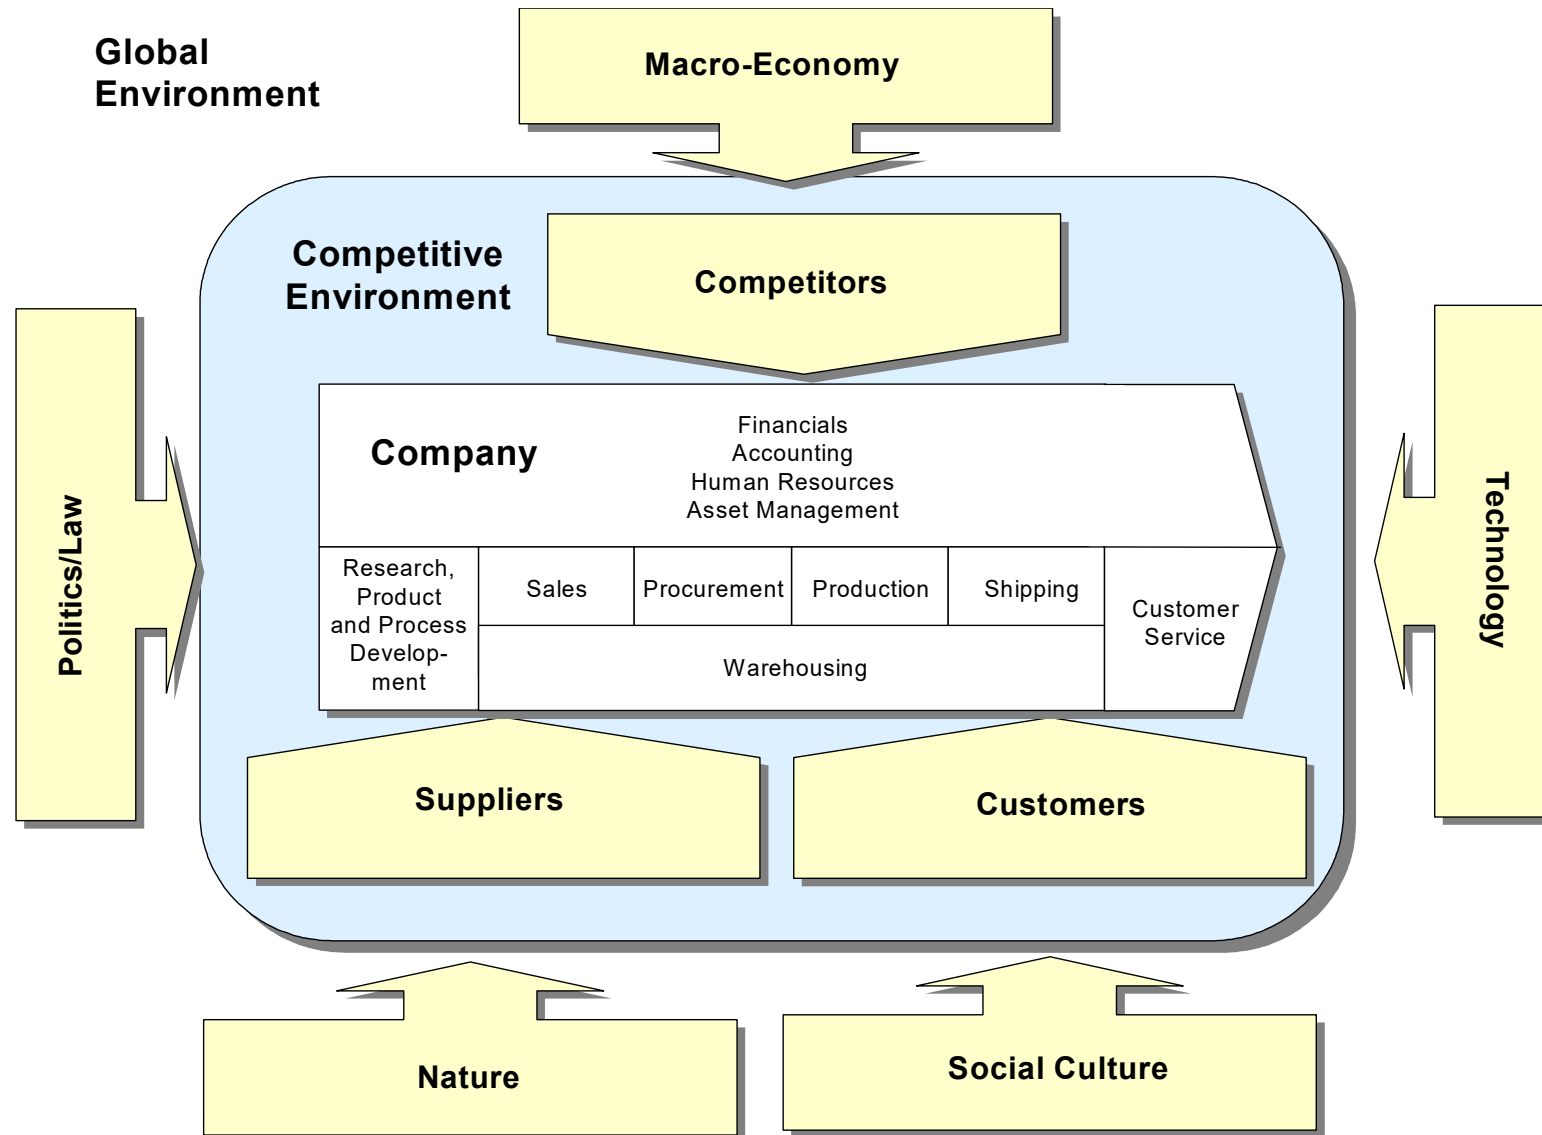 Global
Environment
Macro-Economy
Competitive
Environment
Competitors
Politics/Law
Technology
Company
Financials
Accounting
Human Resources
Asset Management
Research,
Product
and Process
Develop-
ment
Sales
Procurement
Production
Shipping
Customer
Service
Warehousing
Suppliers
Customers
Nature
Social Culture